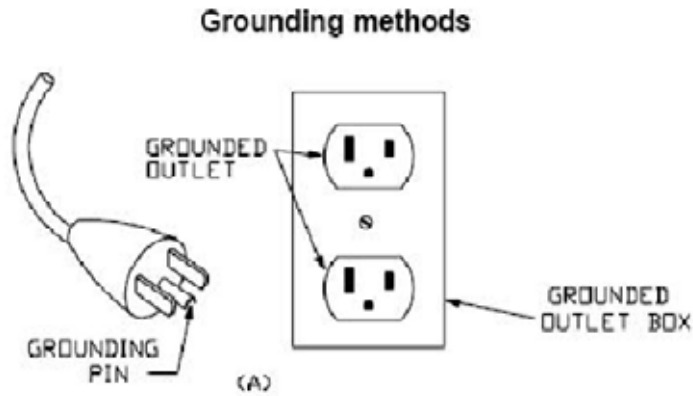 Grounding methods
GROUNDED
OUTLET
GROUNDED
OUTLET BOX
GROUNDING
PIN
(A)